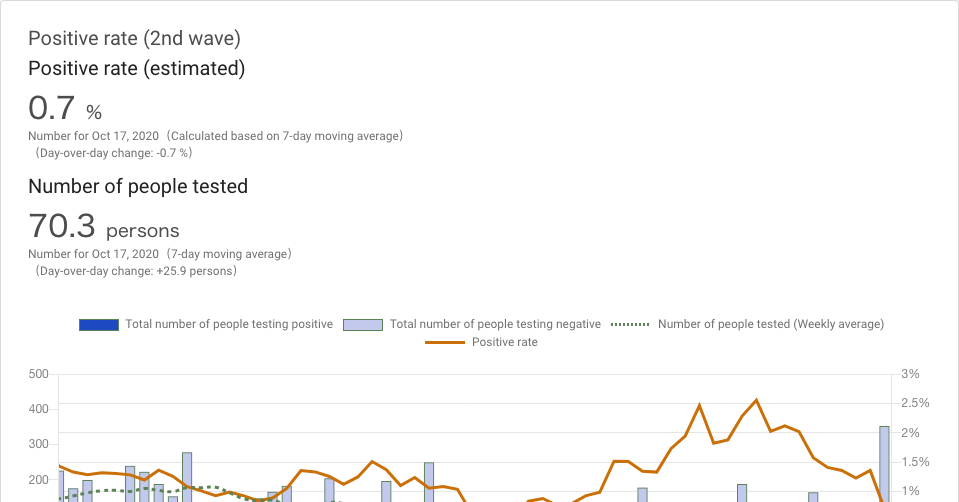 Positive rate (2nd wave)
Positive rate (estimated)
0.7 %
Number for Oct 17, 2020（Calculated based on 7-day moving average）
（Day-over-day change: -0.7 %）
Number of people tested
70.3 persons
Number for Oct 17, 2020（7-day moving average）
（Day-over-day change: +25.9 persons）
Total number of people testing positive Total number of people testing negative Number of people tested (Weekly average)
Positive rate
500 3%
400 2.5%
300 2%
200 1.5%
1%